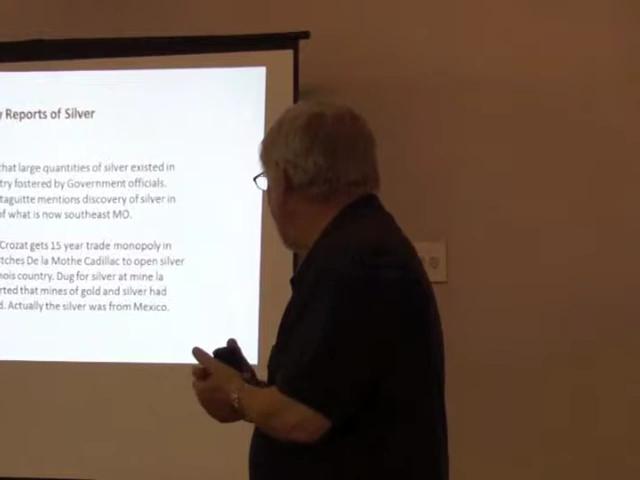 y Reports of Silver
hat large quantities of silver existed in
try fostered by Government officials.
taguitte mentions discovery of silver in
of what is now southeast MO.
Crozat gets 15 year trade monopoly in
tches De la Mothe Cadillac to open silver
nois country. Dug for silver at mine la
rted that mines of gold and silver had
d. Actually the silver was from Mexico.